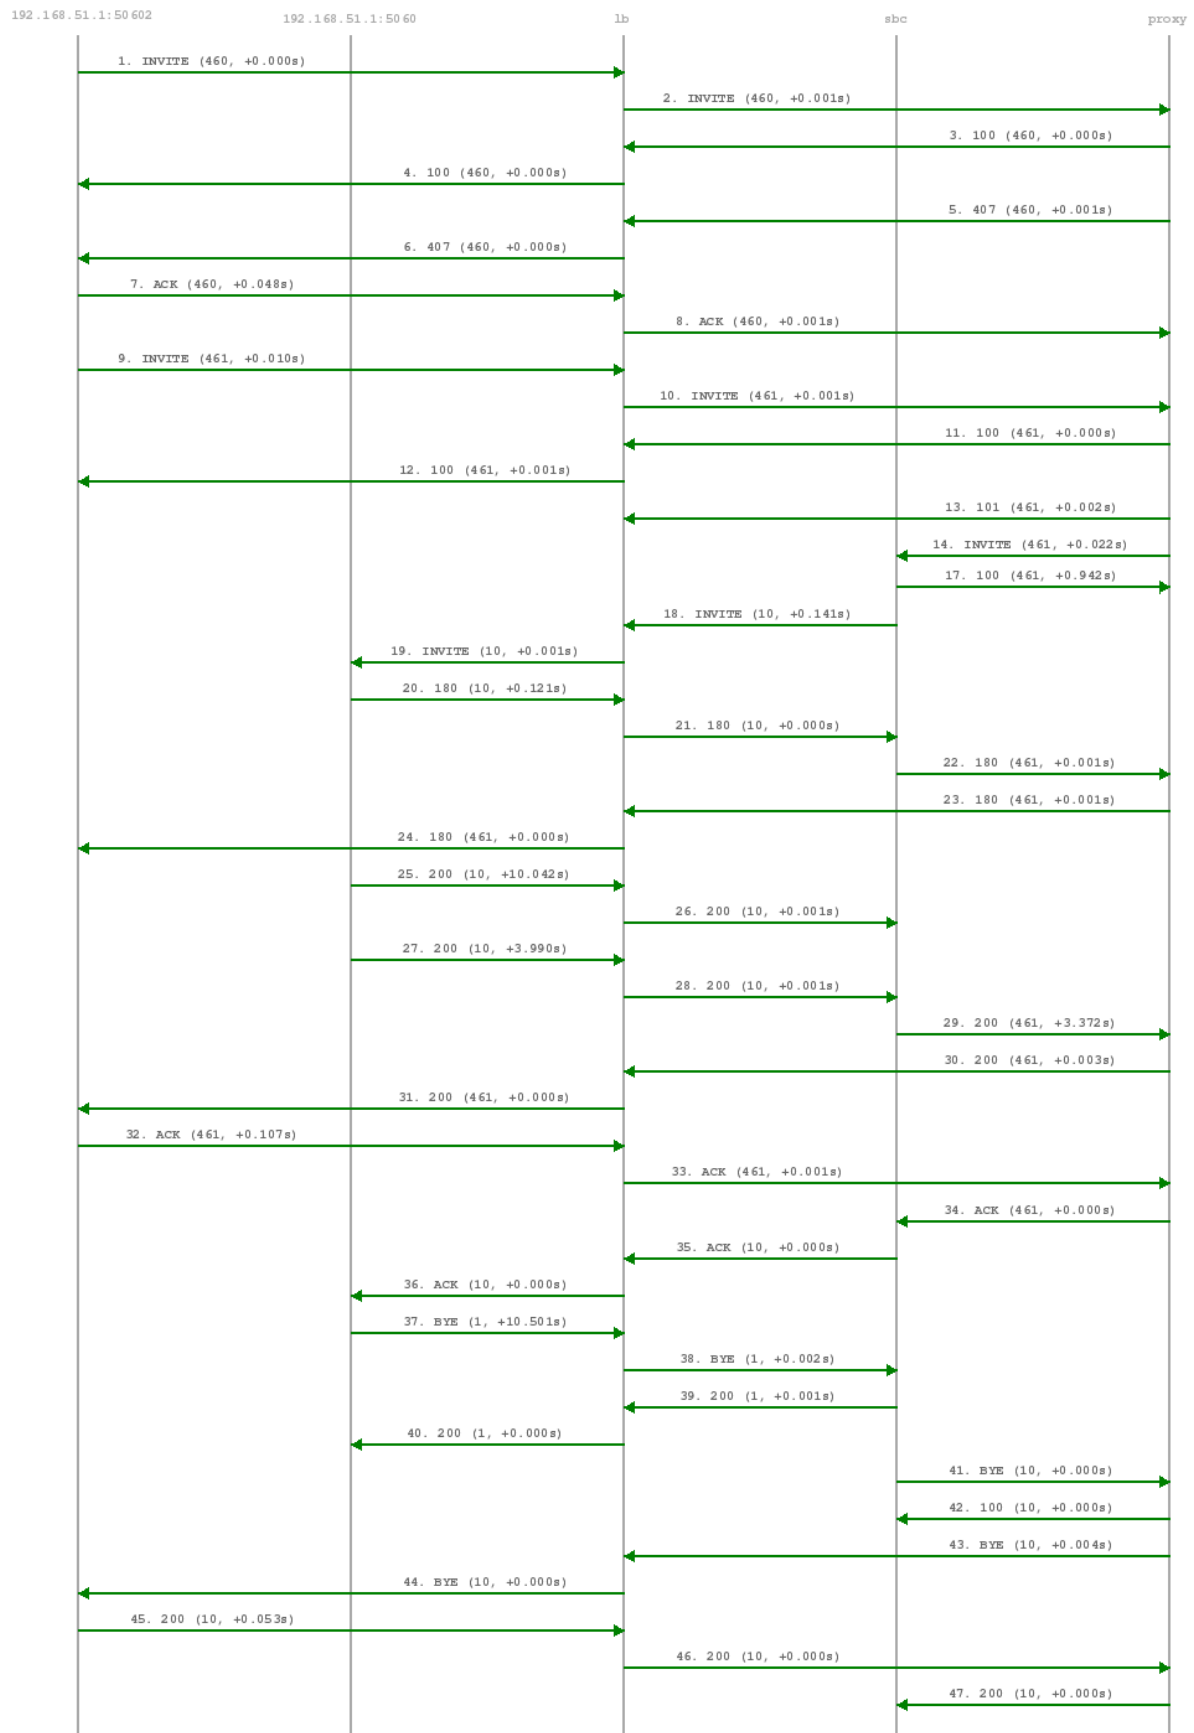 192.168.51.1:50602 192.168.51.1:5060 lb sbc proxy
1. INVITE (460, +0.000s)
2. INVITE (460, +0.001s)
3. 100 (460, +0.000s)
4. 100 (460, +0.000s)
5. 407 (460, +0.001s)
6. 407 (460, +0.000s)
7. ACK (460, +0.048s)
8. ACK (460, +0.001s)
9. INVITE (461, +0.010s)
10. INVITE (461, +0.001s)
11. 100 (461, +0.000s)
12. 100 (461, +0.001s)
13. 101 (461, +0.002s)
14. INVITE (461, +0.022s)
17. 100 (461, +0.942s)
18. INVITE (10, +0.141s)
19. INVITE (10, +0.001s)
20. 180 (10, +0.121s)
21. 180 (10, +0.000s)
22. 180 (461, +0.001s)
23. 180 (461, +0.001s)
24. 180 (461, +0.000s)
25. 200 (10, +10.042s)
26. 200 (10, +0.001s)
27. 200 (10, +3.990s)
28. 200 (10, +0.001s)
29. 200 (461, +3.372s)
30. 200 (461, +0.003s)
31. 200 (461, +0.000s)
32. ACK (461, +0.107s)
33. ACK (461, +0.001s)
34. ACK (461, +0.000s)
35. ACK (10, +0.000s)
36. ACK (10, +0.000s)
37. BYE (1, +10.501s)
38. BYE (1, +0.002s)
39. 200 (1, +0.001s)
40. 200 (1, +0.000s)
41. BYE (10, +0.000s)
42. 100 (10, +0.000s)
43. BYE (10, +0.004s)
44. BYE (10, +0.000s)
45. 200 (10, +0.053s)
46. 200 (10, +0.000s)
47. 200 (10, +0.000s)